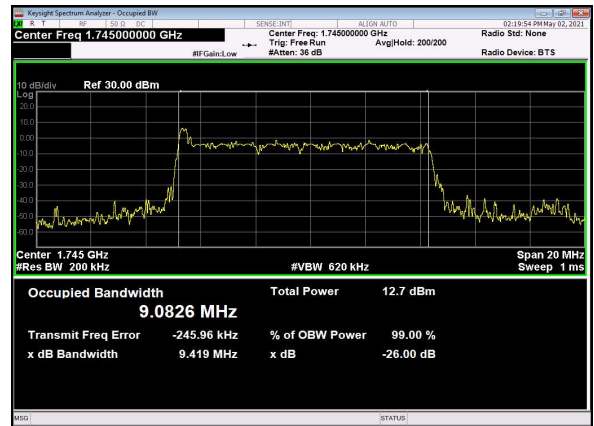 Keysight Spectrum Analyzer - Occupied BW
R T RF 50 Ω DC SENSE:INT ALIGN AUTO 02:19:54 PM May 02, 2021
Center Freq 1.745000000 GHz Center Freq: 1.745000000 GHz Radio Std: None
Trig: Free Run Avg|Hold: 200/200
#IFGain:Low #Atten: 36 dB Radio Device: BTS
10 dB/div Ref 30.00 dBm
Log
20.0
10.0
0.00
-10.0
-20.0
-30.0
-40.0
-50.0
-60.0
Center 1.745 GHz Span 20 MHz
#Res BW 200 kHz #VBW 620 kHz Sweep 1 ms
Occupied Bandwidth Total Power 12.7 dBm
9.0826 MHz
Transmit Freq Error -245.96 kHz % of OBW Power 99.00 %
x dB Bandwidth 9.419 MHz x dB -26.00 dB
MSG STATUS